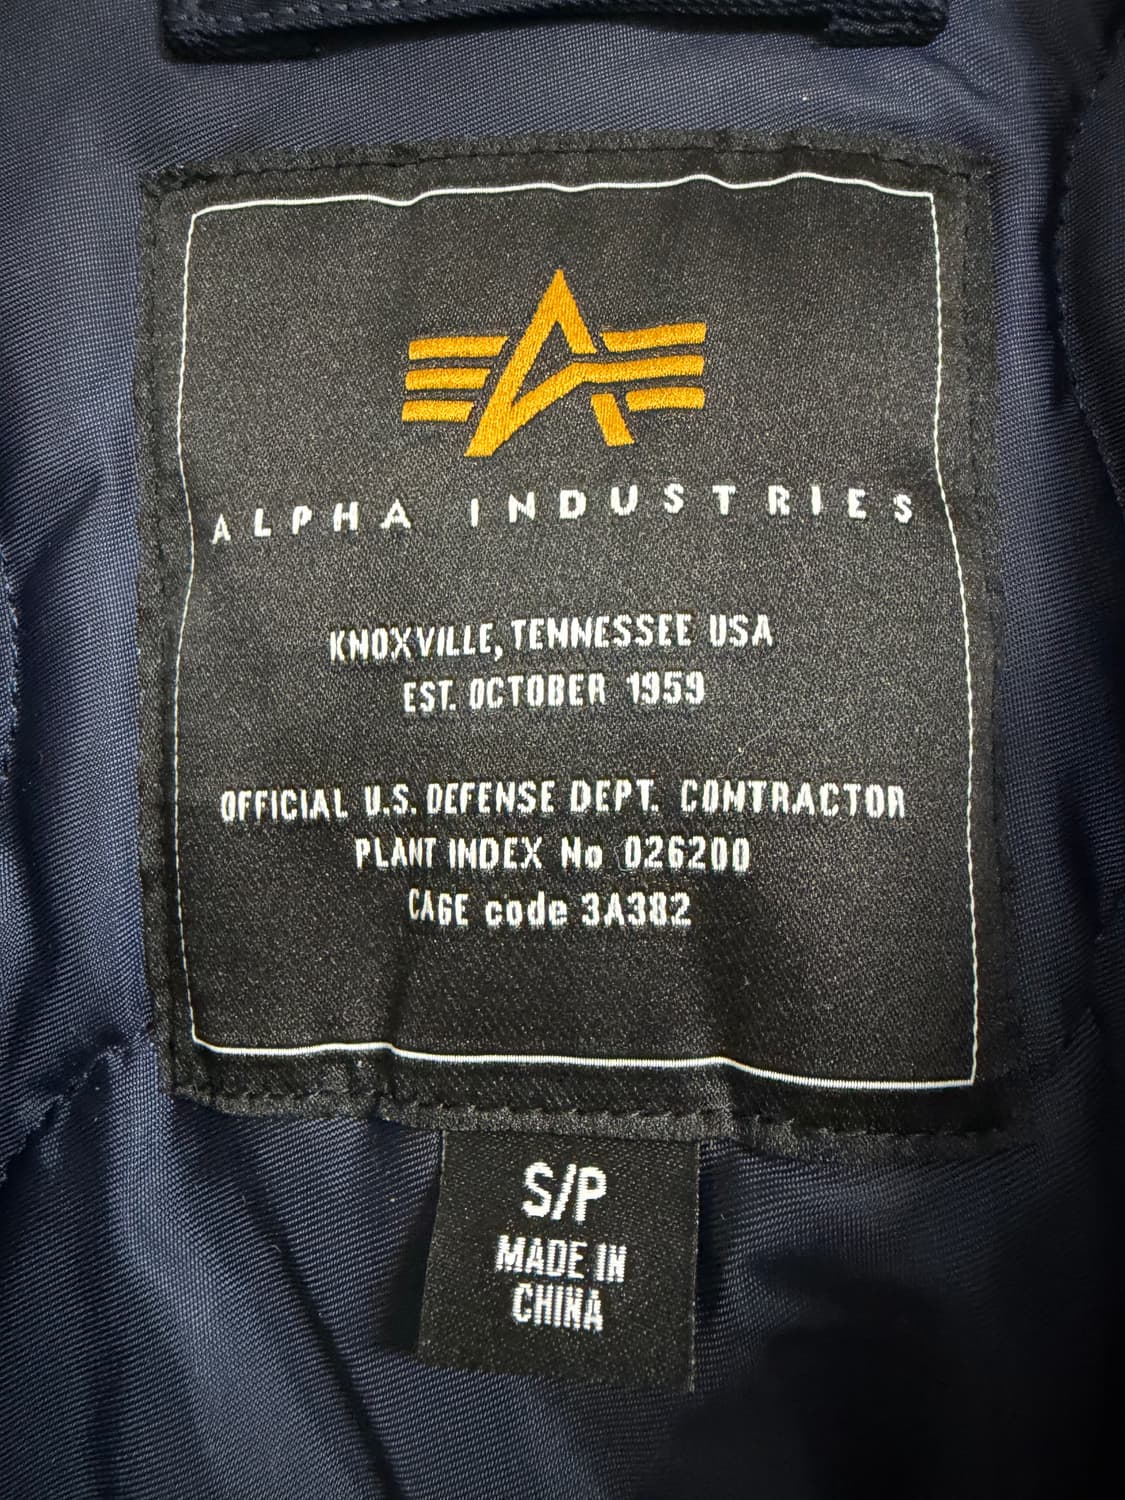 ALPHA INDUSTRIES
KNOXVILLE, TENNESSEE USA
EST. OCTOBER 1959
OFFICIAL U.S. DEFENSE DEPT. CONTRACTOR
PLANT INDEX No 026200
CAGE code 3A382
S/P
MADE IN
CHINA